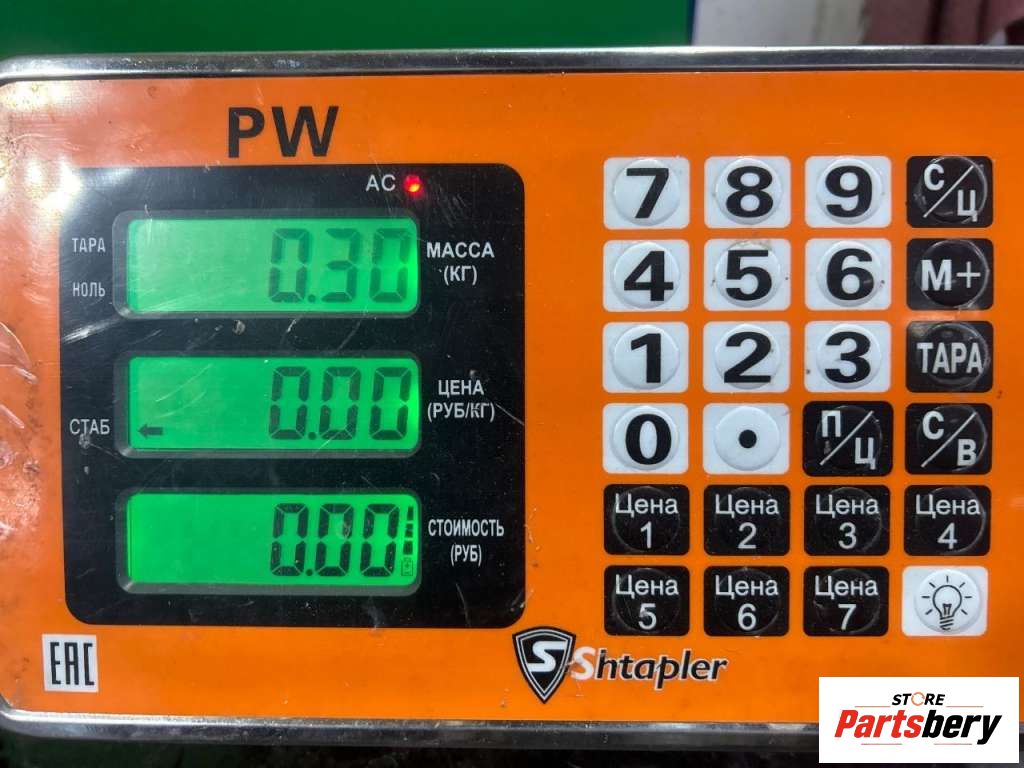 PW
AC
ТАРА
НОЛЬ
0.30
МАССА
(КГ)
СТАБ
0.00
ЦЕНА
(РУБ/КГ)
0.00
СТОИМОСТЬ
(РУБ)
7 8 9 С/Ц
4 5 6 М+
1 2 3 ТАРА
0 . П/Ц С/В
Цена 1 Цена 2 Цена 3 Цена 4
Цена 5 Цена 6 Цена 7
EAC
S Shtapler
STORE
Partsbery